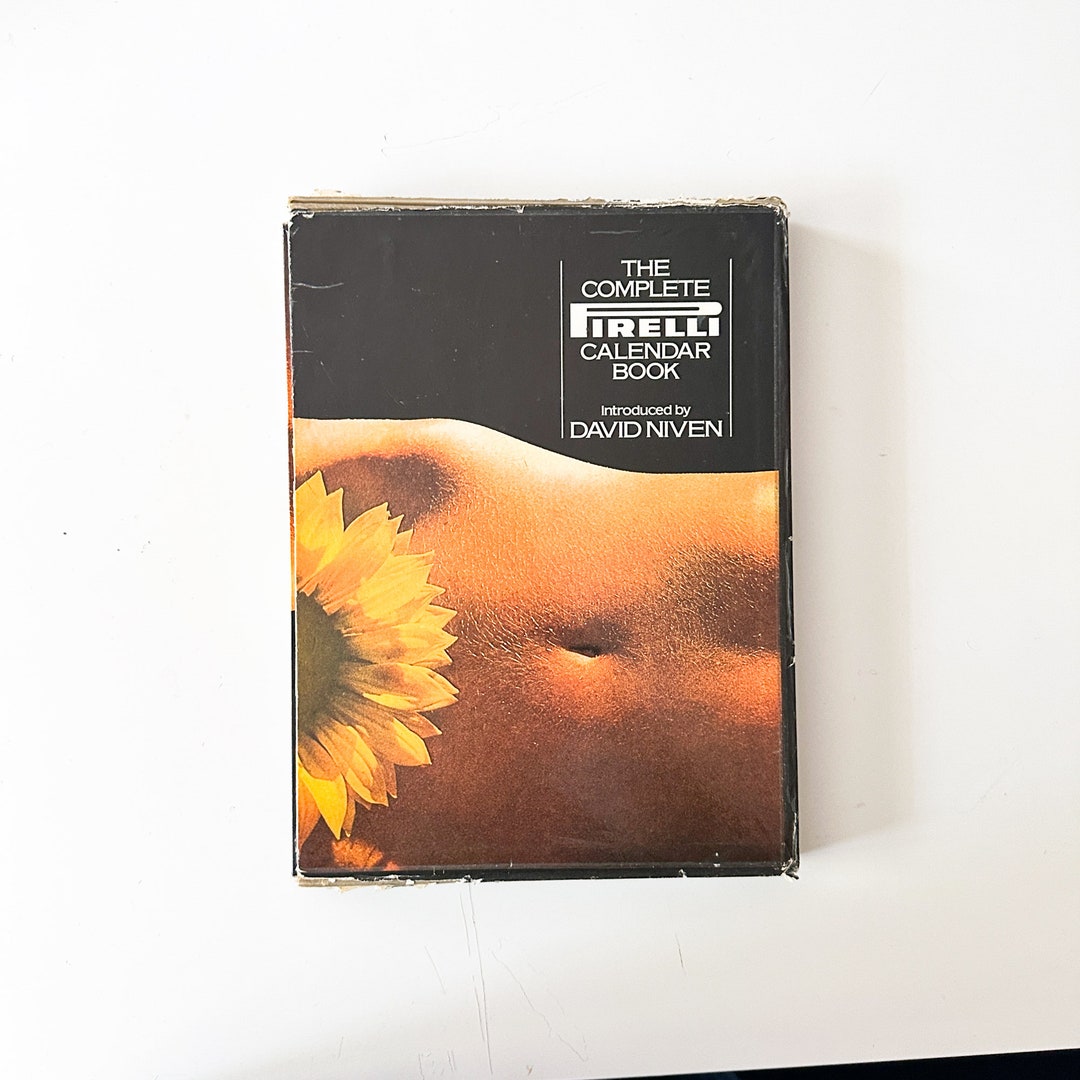 THE
COMPLETE
PIRELLI
CALENDAR
BOOK
Introduced by
DAVID NIVEN